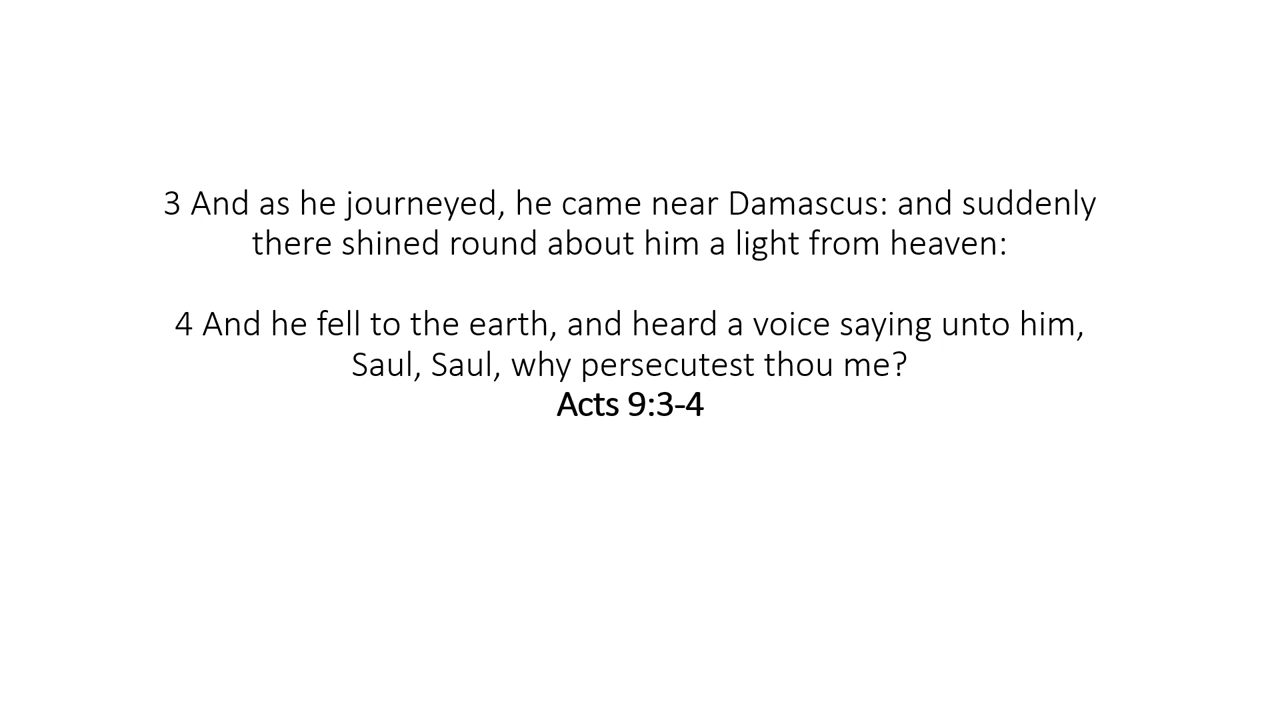 3 And as he journeyed, he came near Damascus: and suddenly
there shined round about him a light from heaven:
4 And he fell to the earth, and heard a voice saying unto him,
Saul, Saul, why persecutest thou me?
Acts 9:3-4